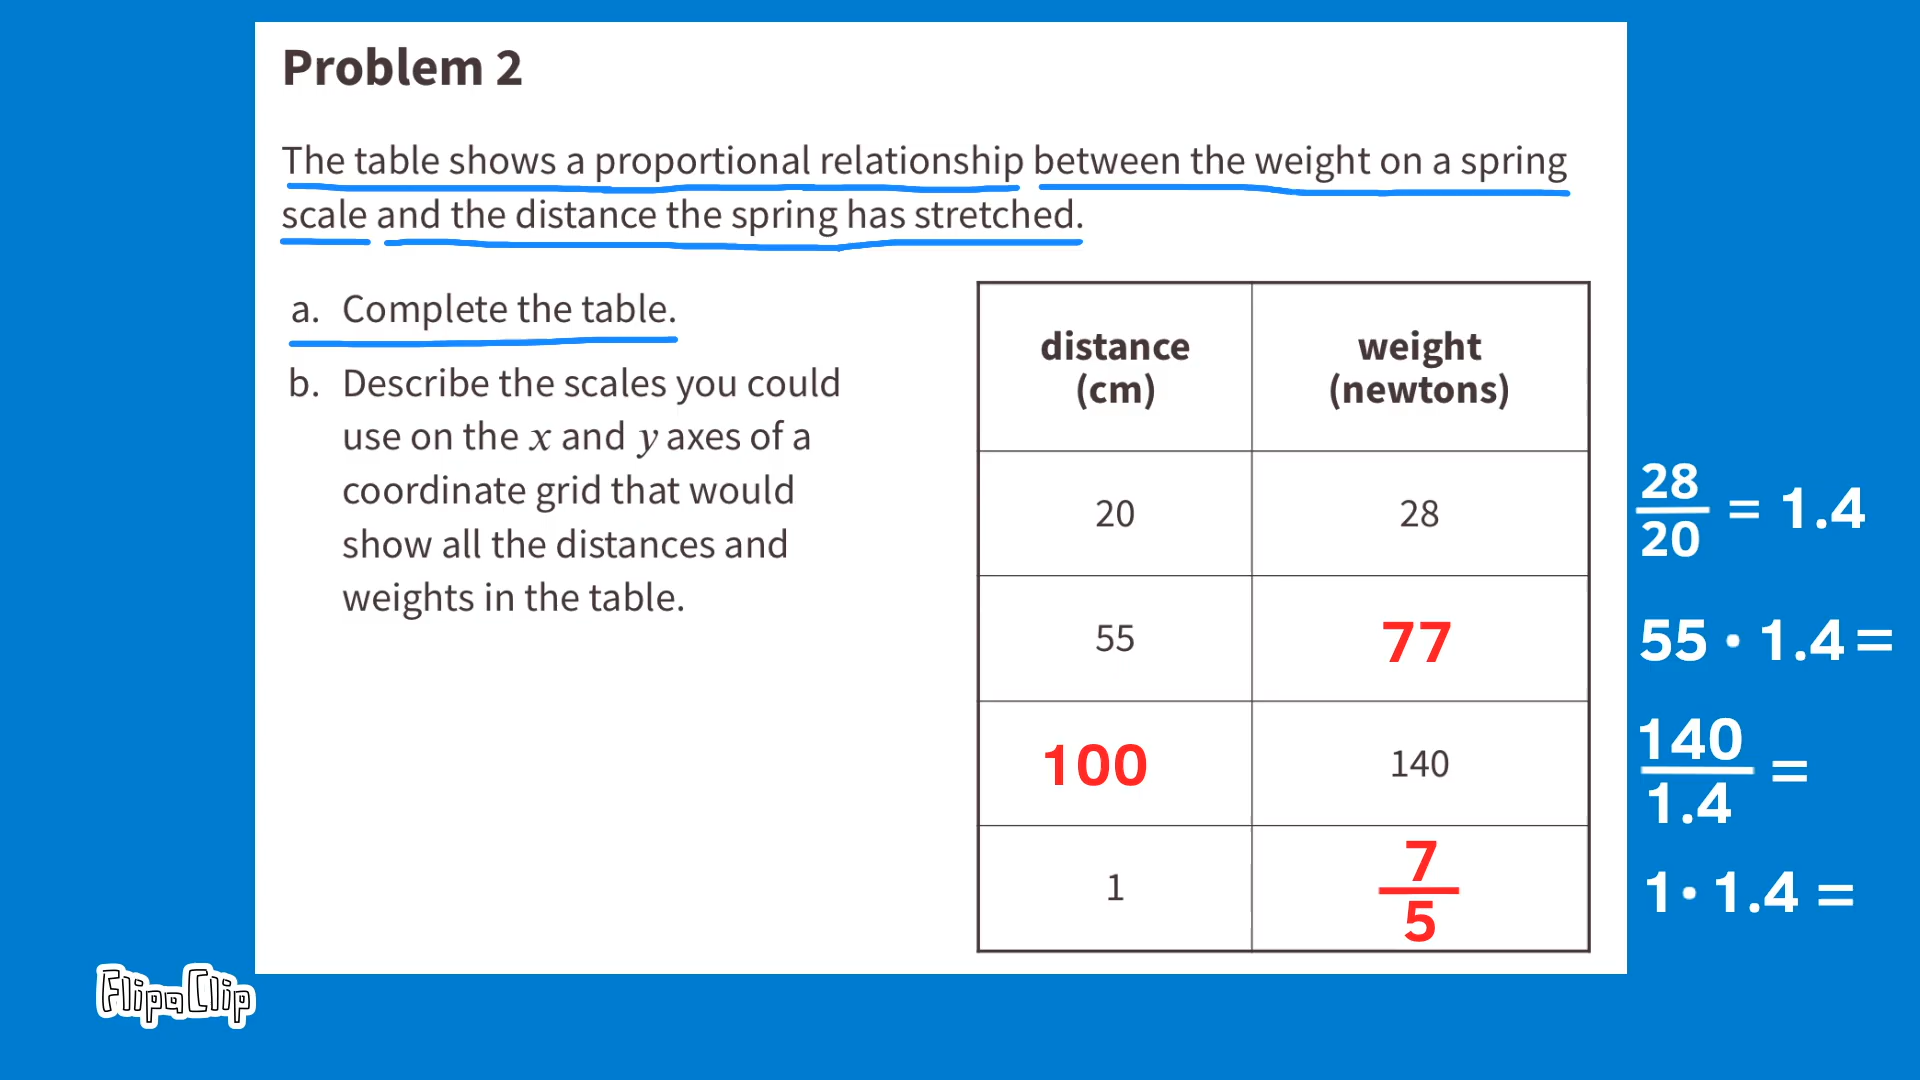 Problem 2
The table shows a proportional relationship between the weight on a spring
scale and the distance the spring has stretched.
a. Complete the table.
b. Describe the scales you could
use on the x and y axes of a
coordinate grid that would
show all the distances and
weights in the table.
distance (cm) weight (newtons)
20 28
55 77
100 140
1 7/5
28/20 = 1.4
55 · 1.4 =
140/1.4 =
1 · 1.4 =
FlipaClip